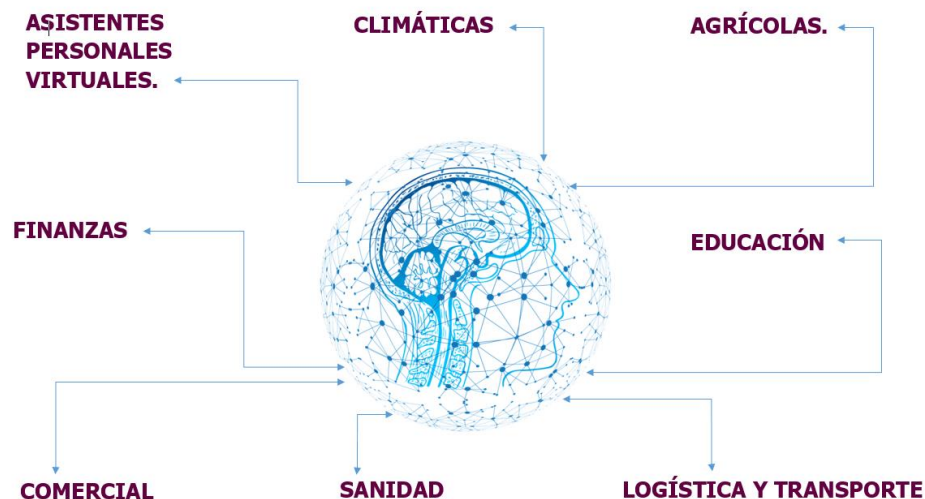 ASISTENTES
PERSONALES
VIRTUALES.
CLIMÁTICAS
AGRÍCOLAS.
FINANZAS
EDUCACIÓN
COMERCIAL
SANIDAD
LOGÍSTICA Y TRANSPORTE